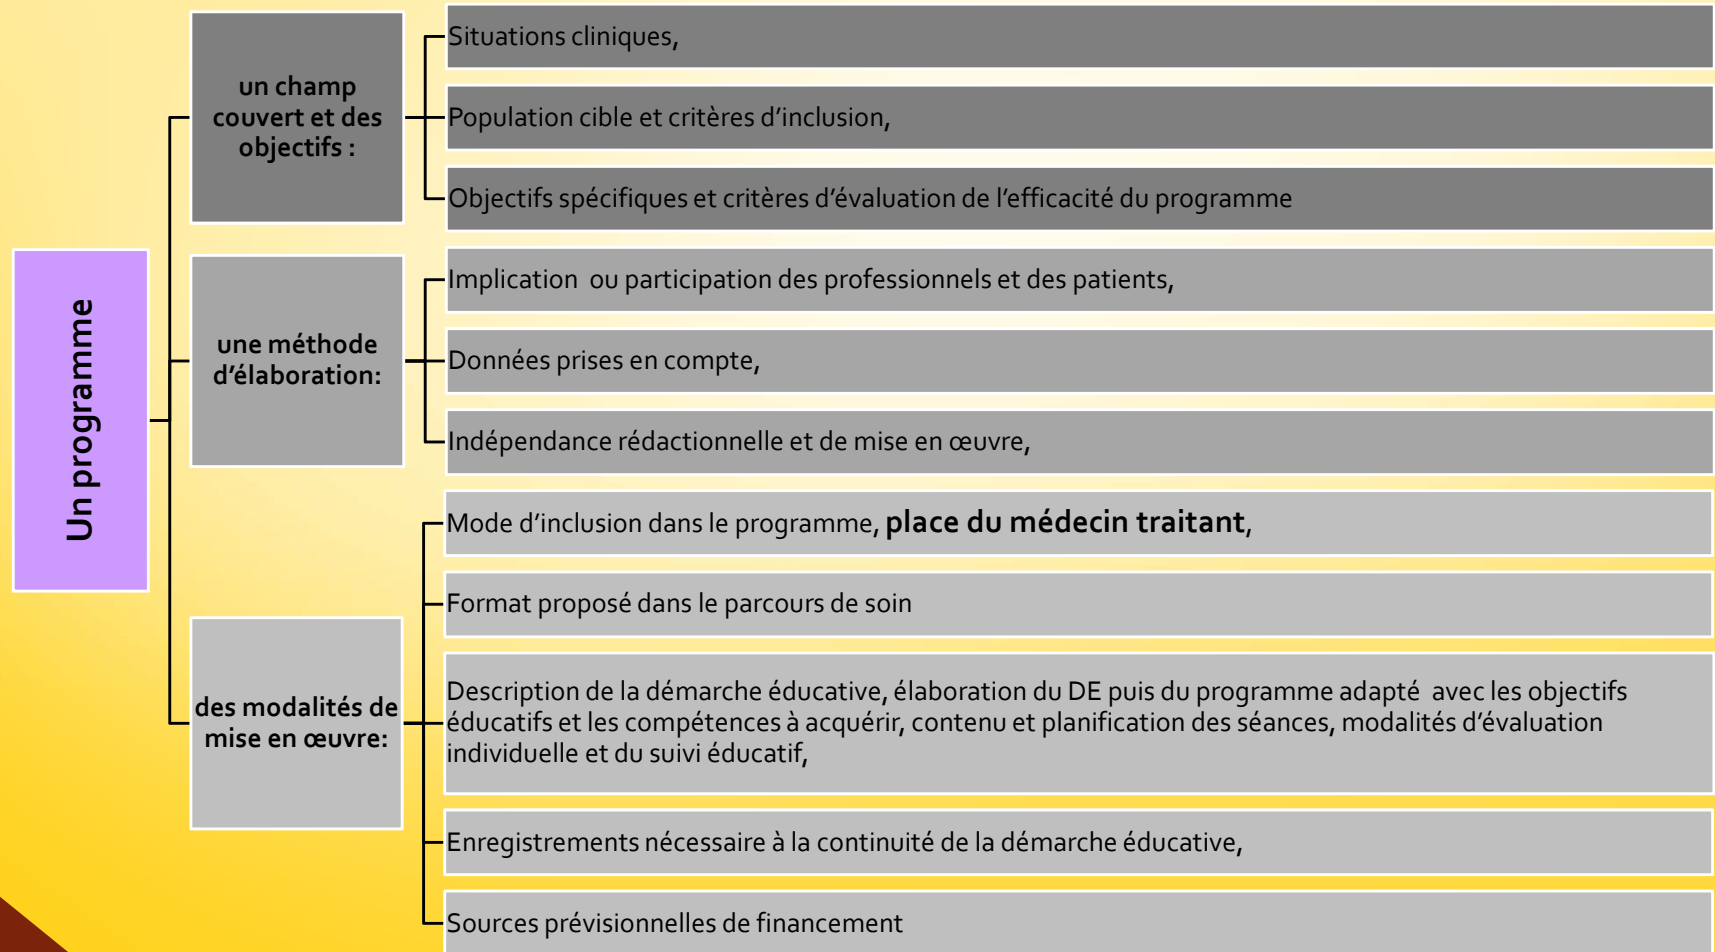 Un programme
un champ
couvert et des
objectifs :
Situations cliniques,
Population cible et critères d’inclusion,
Objectifs spécifiques et critères d’évaluation de l’efficacité du programme
une méthode
d’élaboration:
Implication  ou participation des professionnels et des patients,
Données prises en compte,
Indépendance rédactionnelle et de mise en œuvre,
des modalités de
mise en œuvre:
Mode d’inclusion dans le programme, place du médecin traitant,
Format proposé dans le parcours de soin
Description de la démarche éducative, élaboration du DE puis du programme adapté  avec les objectifs
éducatifs et les compétences à acquérir, contenu et planification des séances, modalités d’évaluation
individuelle et du suivi éducatif,
Enregistrements nécessaire à la continuité de la démarche éducative,
Sources prévisionnelles de financement